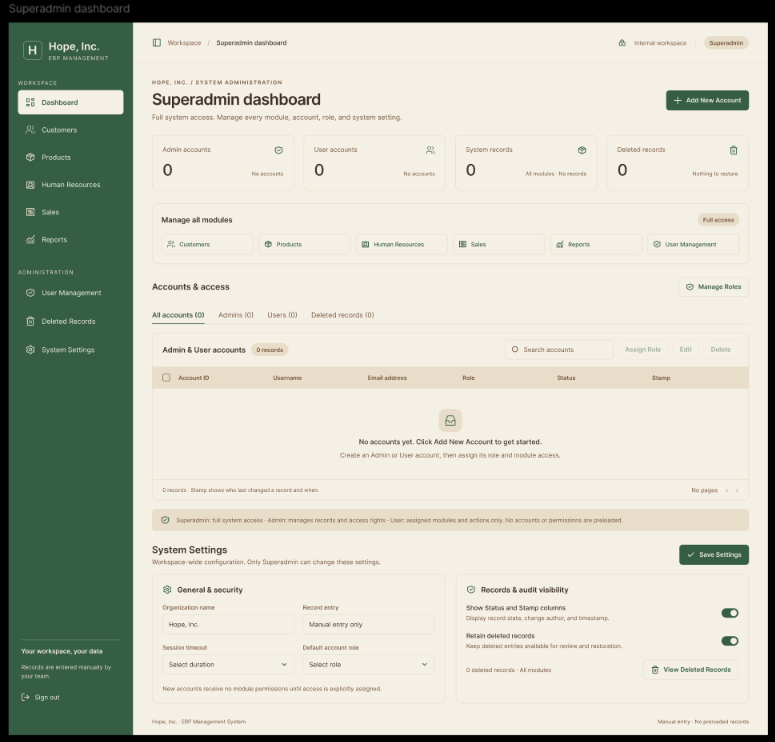 Superadmin dashboard
H
Hope, Inc.
ERP MANAGEMENT
WORKSPACE
Dashboard
Customers
Products
Human Resources
Sales
Reports
ADMINISTRATION
User Management
Deleted Records
System Settings
Your workspace, your data
Records are entered manually by
your team.
Sign out
Workspace / Superadmin dashboard
Internal workspace
Superadmin
HOPE, INC. / SYSTEM ADMINISTRATION
Superadmin dashboard
Full system access. Manage every module, account, role, and system setting.
Add New Account
Admin accounts
0
No accounts
User accounts
0
No accounts
System records
0
All modules · No records
Deleted records
0
Nothing to restore
Manage all modules
Full access
Customers
Products
Human Resources
Sales
Reports
User Management
Accounts & access
Manage Roles
All accounts (0)
Admins (0)
Users (0)
Deleted records (0)
Admin & User accounts
0 records
Search accounts
Assign Role
Edit
Delete
Account ID
Username
Email address
Role
Status
Stamp
No accounts yet. Click Add New Account to get started.
Create an Admin or User account, then assign its role and module access.
0 records · Stamp shows who last changed a record and when.
No pages ‹ ›
Superadmin: full system access · Admin: manages records and access rights · User: assigned modules and actions only. No accounts or permissions are preloaded.
System Settings
Workspace-wide configuration. Only Superadmin can change these settings.
Save Settings
General & security
Organization name
Hope, Inc.
Record entry
Manual entry only
Session timeout
Select duration
Default account role
Select role
New accounts receive no module permissions until access is explicitly assigned.
Records & audit visibility
Show Status and Stamp columns
Display record state, change author, and timestamp.
Retain deleted records
Keep deleted entries available for review and restoration.
0 deleted records · All modules
View Deleted Records
Hope, Inc. · ERP Management System
Manual entry · No preloaded records